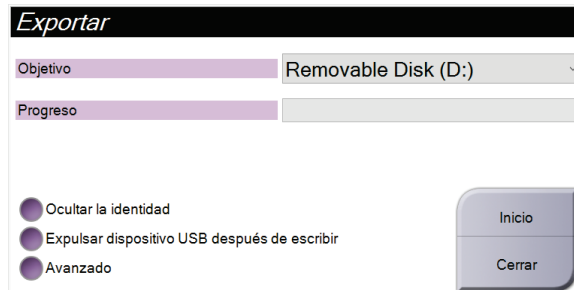 Exportar
Objetivo
Removable Disk (D:)
Progreso
Ocultar la identidad
Expulsar dispositivo USB después de escribir
Avanzado
Inicio
Cerrar